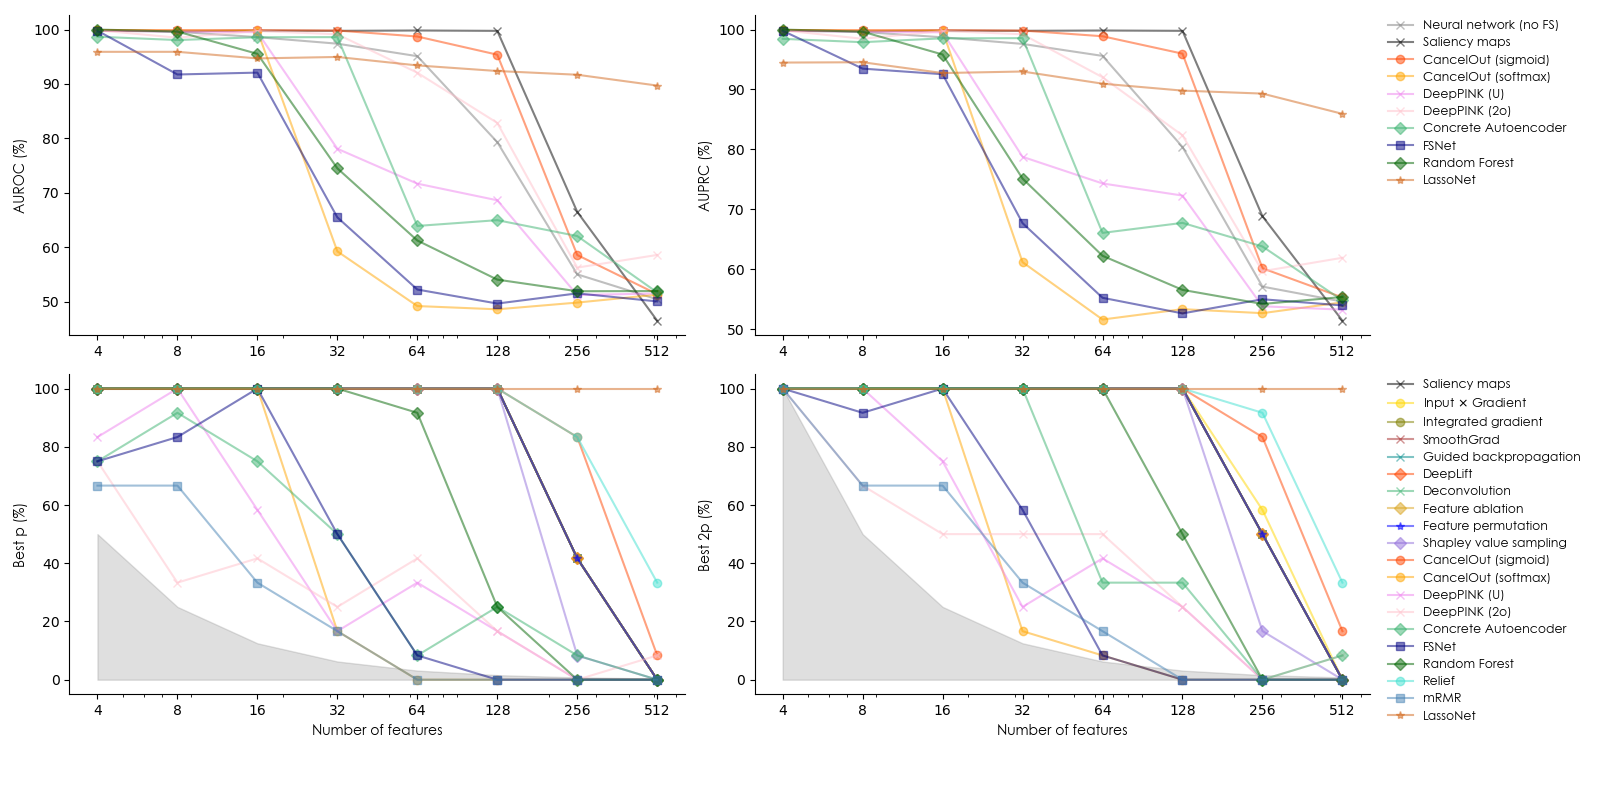 100
90
80
70
60
50
AUROC (%)
4 8 16 32 64 128 256 512
100
90
80
70
60
50
AUPRC (%)
4 8 16 32 64 128 256 512
Neural network (no FS)
Saliency maps
CancelOut (sigmoid)
CancelOut (softmax)
DeepPINK (U)
DeepPINK (2o)
Concrete Autoencoder
FSNet
Random Forest
LassoNet
100
80
60
40
20
0
Best p (%)
4 8 16 32 64 128 256 512
Number of features
100
80
60
40
20
0
Best 2p (%)
4 8 16 32 64 128 256 512
Number of features
Saliency maps
Input × Gradient
Integrated gradient
SmoothGrad
Guided backpropagation
DeepLift
Deconvolution
Feature ablation
Feature permutation
Shapley value sampling
CancelOut (sigmoid)
CancelOut (softmax)
DeepPINK (U)
DeepPINK (2o)
Concrete Autoencoder
FSNet
Random Forest
Relief
mRMR
LassoNet